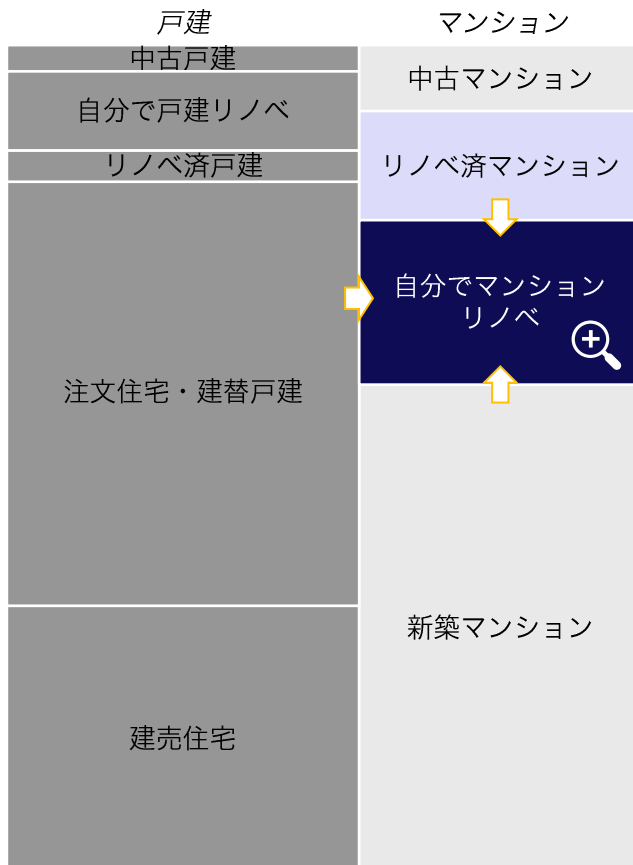 戸建
マンション
中古戸建
自分で戸建リノベ
リノベ済戸建
注文住宅・建替戸建
建売住宅
中古マンション
リノベ済マンション
自分でマンション
リノベ
新築マンション